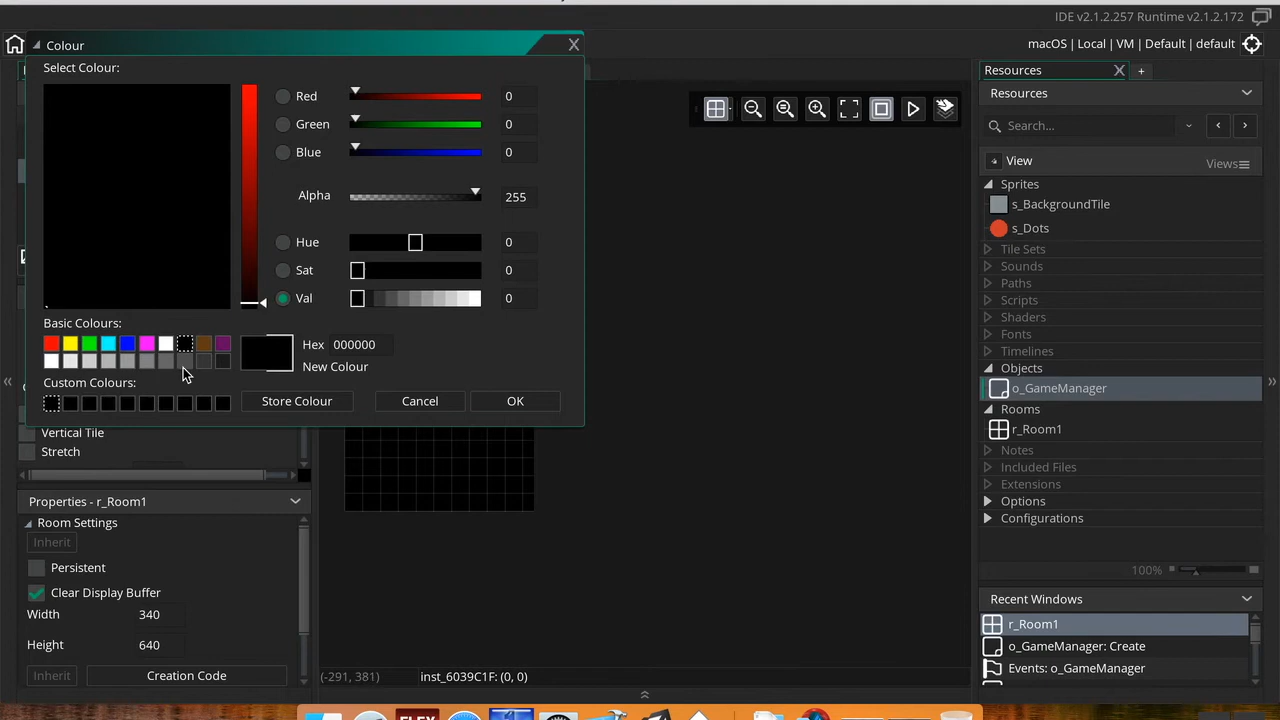 IDE v2.1.2.257 Runtime v2.1.2.172
macOS | Local | VM | Default | default
Colour
X
Select Colour:
Red
0
Green
0
Blue
0
Alpha
255
Hue
0
Sat
0
Val
0
Basic Colours:
Hex
000000
New Colour
Custom Colours:
Store Colour
Cancel
OK
Vertical Tile
Stretch
Properties - r_Room1
Room Settings
Inherit
Persistent
Clear Display Buffer
Width
340
Height
640
Inherit
Creation Code
(-291, 381)
inst_6039C1F: (0, 0)
Resources
X
+
Resources
Search...
View
Views
Sprites
s_BackgroundTile
s_Dots
Tile Sets
Sounds
Paths
Scripts
Shaders
Fonts
Timelines
Objects
o_GameManager
Rooms
r_Room1
Notes
Included Files
Extensions
Options
Configurations
100%
Recent Windows
r_Room1
o_GameManager: Create
Events: o_GameManager
FLEX